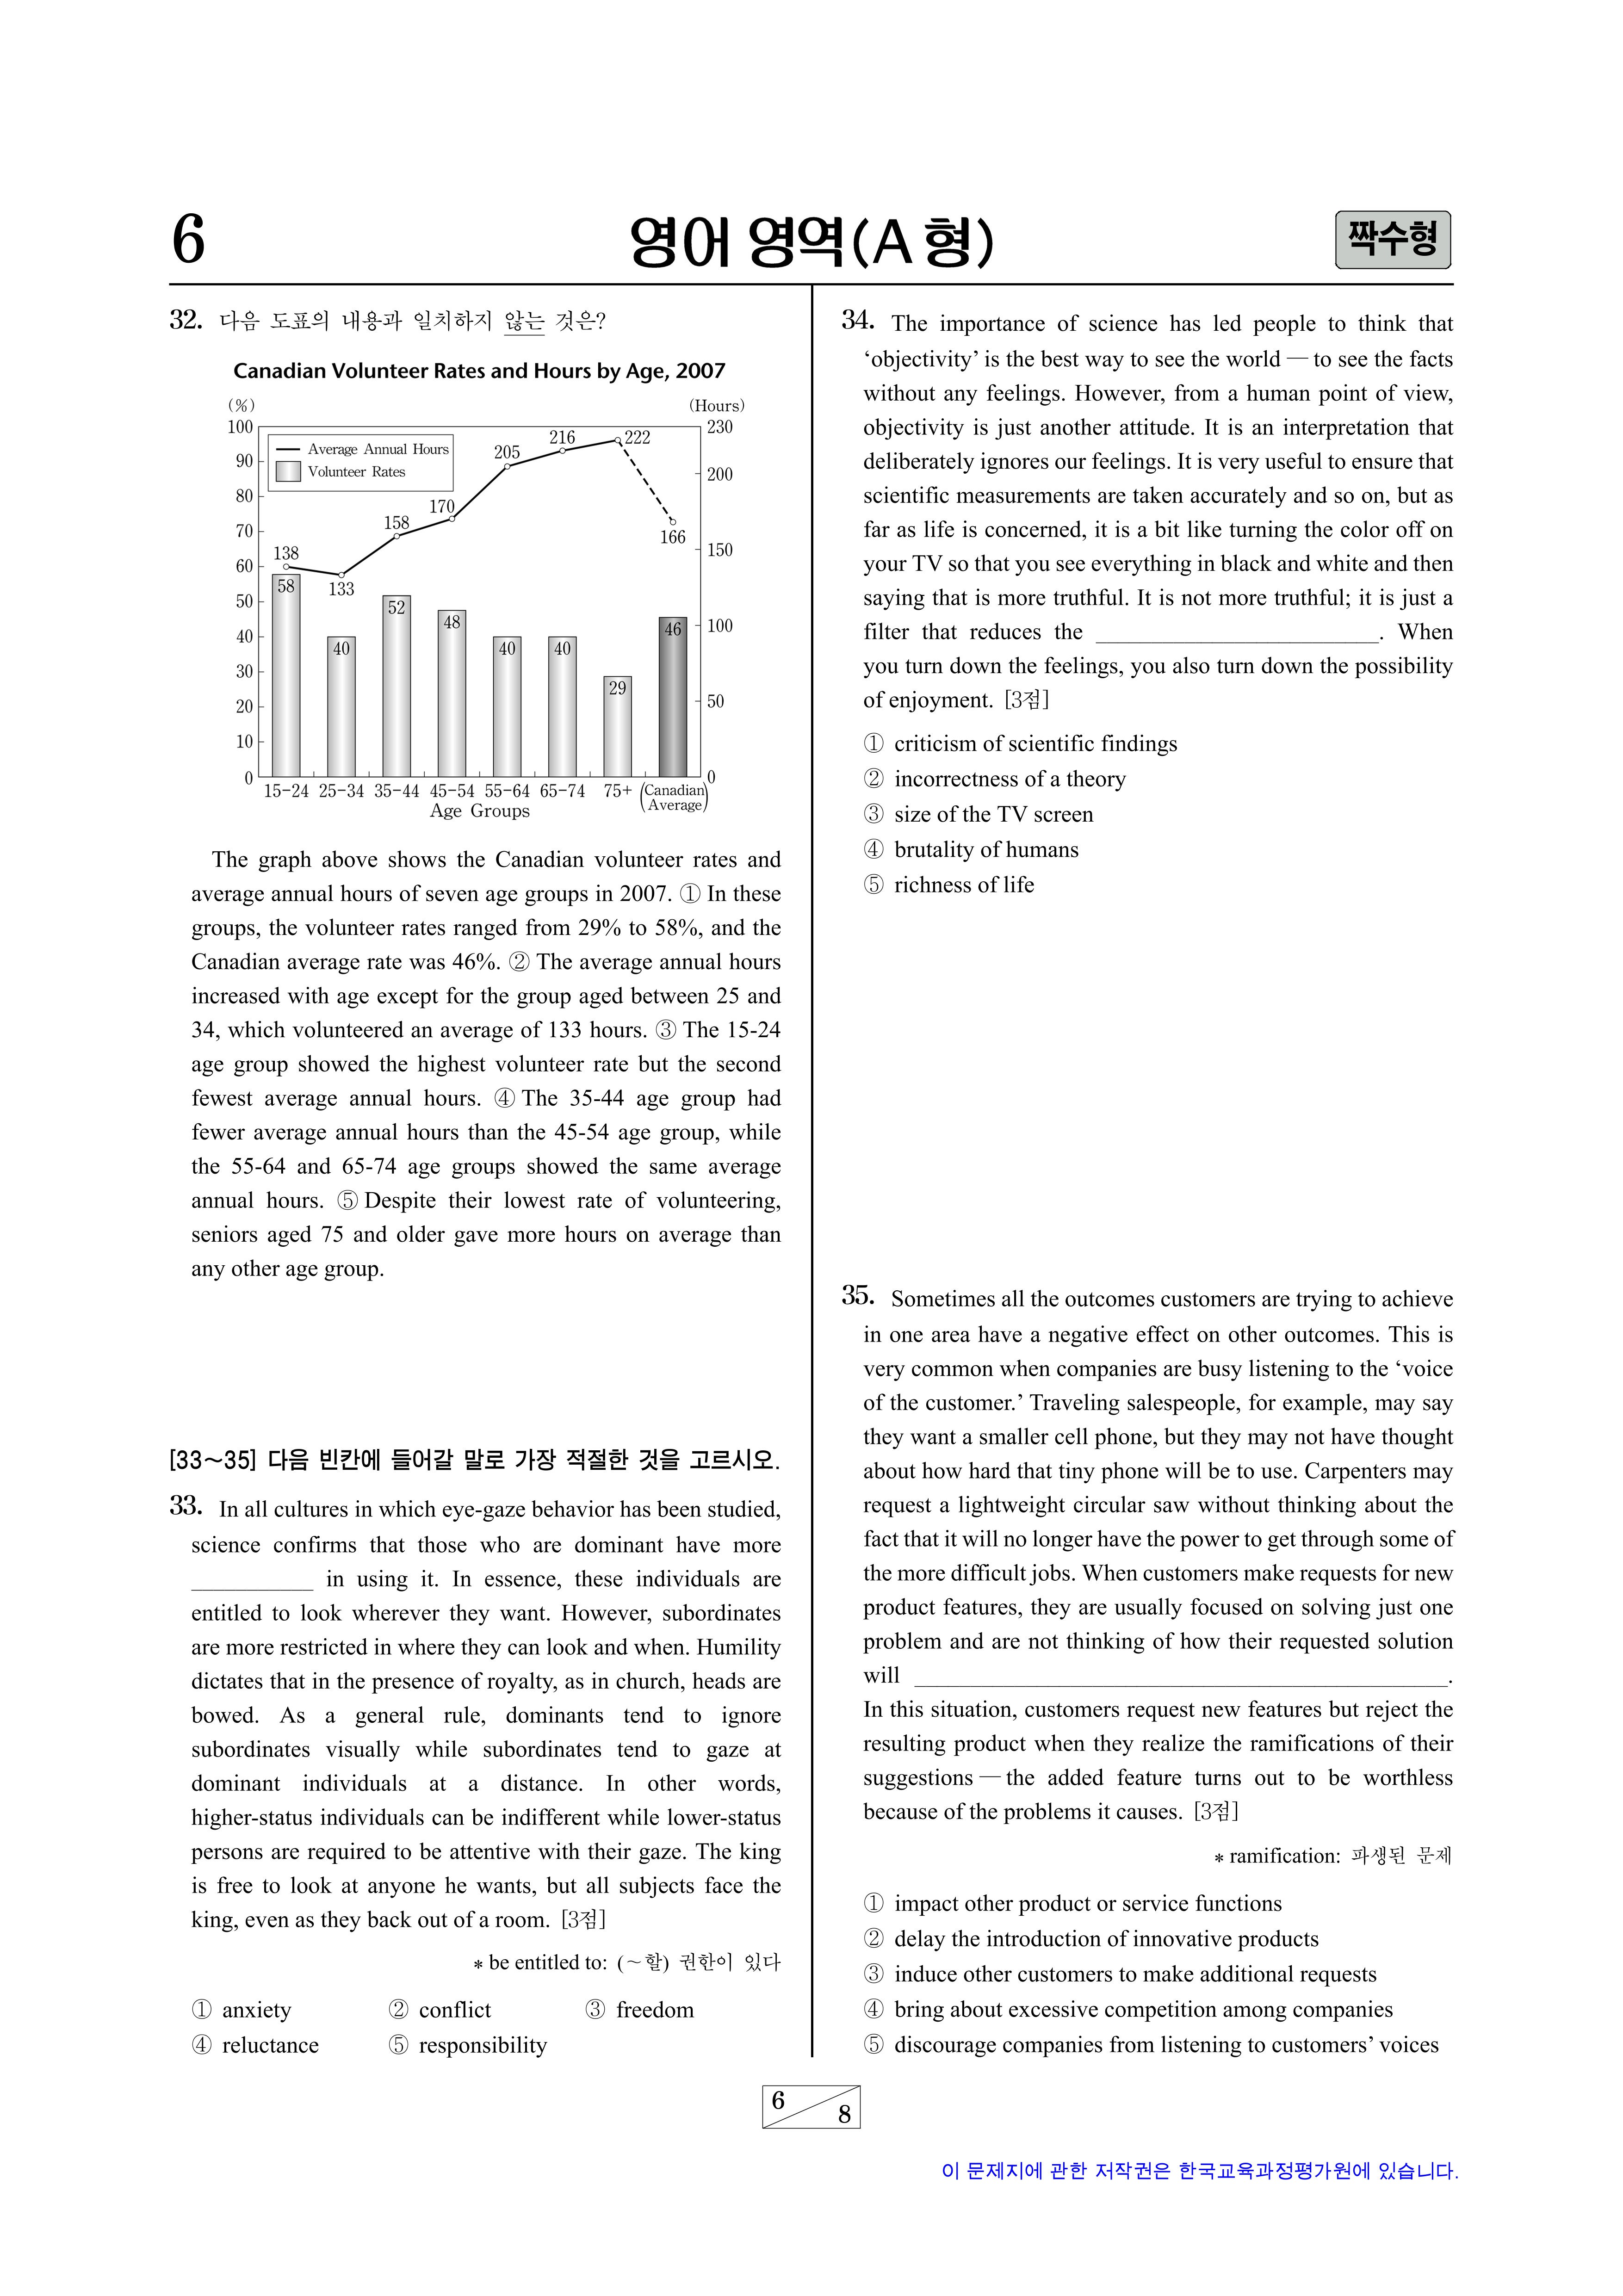 6
영어 영역(A 형)
짝수형
32. 다음 도표의 내용과 일치하지 않는 것은?
Canadian Volunteer Rates and Hours by Age, 2007
(%)
(Hours)
100
90
80
70
60
50
40
30
20
10
0
230
200
150
100
50
0
Average Annual Hours
Volunteer Rates
138
133
158
170
205
216
222
166
58
40
52
48
40
40
29
46
15-24 25-34 35-44 45-54 55-64 65-74 75+ (Canadian Average)
Age Groups
The graph above shows the Canadian volunteer rates and
average annual hours of seven age groups in 2007. ① In these
groups, the volunteer rates ranged from 29% to 58%, and the
Canadian average rate was 46%. ② The average annual hours
increased with age except for the group aged between 25 and
34, which volunteered an average of 133 hours. ③ The 15-24
age group showed the highest volunteer rate but the second
fewest average annual hours. ④ The 35-44 age group had
fewer average annual hours than the 45-54 age group, while
the 55-64 and 65-74 age groups showed the same average
annual hours. ⑤ Despite their lowest rate of volunteering,
seniors aged 75 and older gave more hours on average than
any other age group.
[33~35] 다음 빈칸에 들어갈 말로 가장 적절한 것을 고르시오.
33. In all cultures in which eye-gaze behavior has been studied,
science confirms that those who are dominant have more
__________ in using it. In essence, these individuals are
entitled to look wherever they want. However, subordinates
are more restricted in where they can look and when. Humility
dictates that in the presence of royalty, as in church, heads are
bowed. As a general rule, dominants tend to ignore
subordinates visually while subordinates tend to gaze at
dominant individuals at a distance. In other words,
higher-status individuals can be indifferent while lower-status
persons are required to be attentive with their gaze. The king
is free to look at anyone he wants, but all subjects face the
king, even as they back out of a room. [3점]
* be entitled to: (~할) 권한이 있다
① anxiety ② conflict ③ freedom
④ reluctance ⑤ responsibility
34. The importance of science has led people to think that
‘objectivity’ is the best way to see the world — to see the facts
without any feelings. However, from a human point of view,
objectivity is just another attitude. It is an interpretation that
deliberately ignores our feelings. It is very useful to ensure that
scientific measurements are taken accurately and so on, but as
far as life is concerned, it is a bit like turning the color off on
your TV so that you see everything in black and white and then
saying that is more truthful. It is not more truthful; it is just a
filter that reduces the ______________________. When
you turn down the feelings, you also turn down the possibility
of enjoyment. [3점]
① criticism of scientific findings
② incorrectness of a theory
③ size of the TV screen
④ brutality of humans
⑤ richness of life
35. Sometimes all the outcomes customers are trying to achieve
in one area have a negative effect on other outcomes. This is
very common when companies are busy listening to the ‘voice
of the customer.’ Traveling salespeople, for example, may say
they want a smaller cell phone, but they may not have thought
about how hard that tiny phone will be to use. Carpenters may
request a lightweight circular saw without thinking about the
fact that it will no longer have the power to get through some of
the more difficult jobs. When customers make requests for new
product features, they are usually focused on solving just one
problem and are not thinking of how their requested solution
will ____________________________________________.
In this situation, customers request new features but reject the
resulting product when they realize the ramifications of their
suggestions — the added feature turns out to be worthless
because of the problems it causes. [3점]
* ramification: 파생된 문제
① impact other product or service functions
② delay the introduction of innovative products
③ induce other customers to make additional requests
④ bring about excessive competition among companies
⑤ discourage companies from listening to customers’ voices
6
8
이 문제지에 관한 저작권은 한국교육과정평가원에 있습니다.